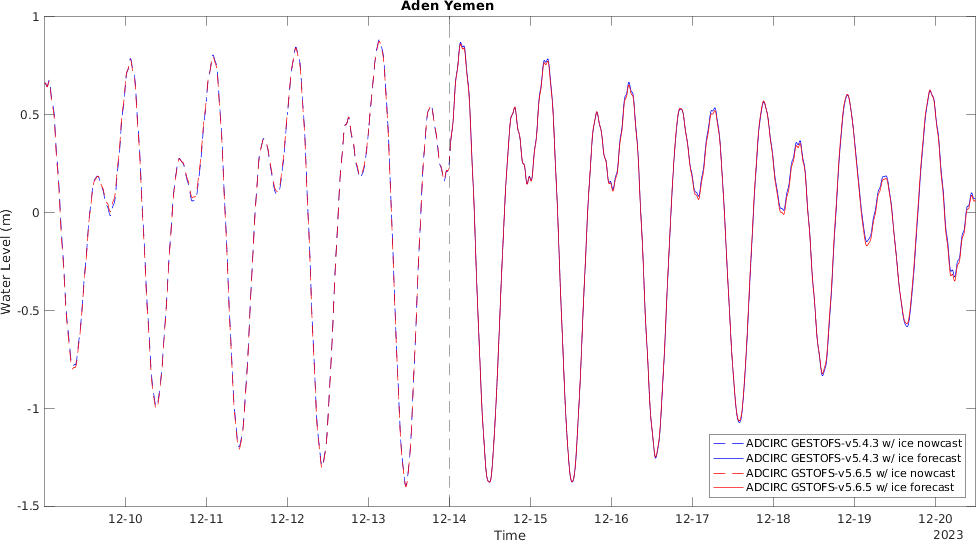 Aden Yemen
1
0.5
0
-0.5
-1
-1.5
Water Level (m)
12-10 12-11 12-12 12-13 12-14 12-15 12-16 12-17 12-18 12-19 12-20
Time
2023
ADCIRC GESTOFS-v5.4.3 w/ ice nowcast
ADCIRC GESTOFS-v5.4.3 w/ ice forecast
ADCIRC GSTOFS-v5.6.5 w/ ice nowcast
ADCIRC GSTOFS-v5.6.5 w/ ice forecast